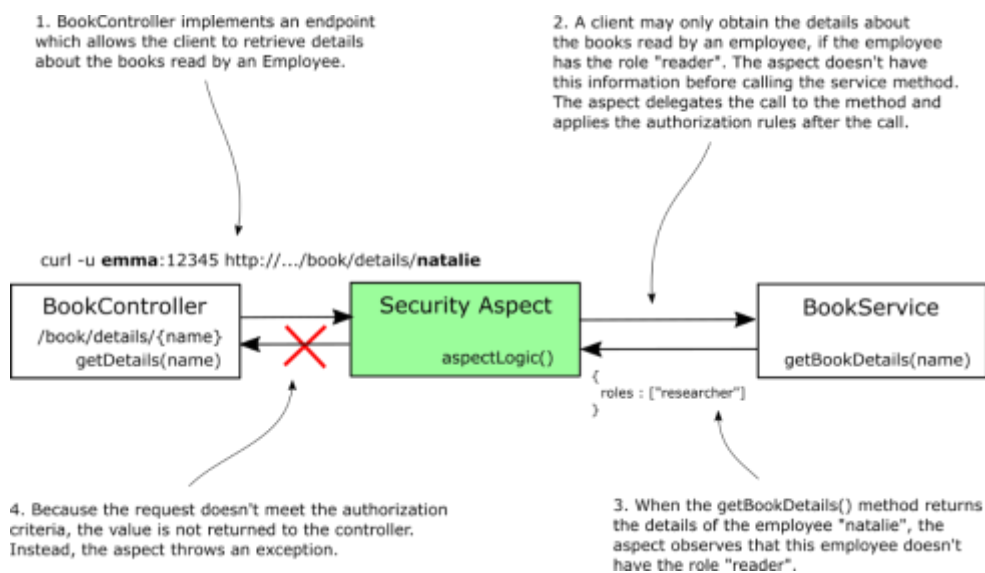 1. BookController implements an endpoint
which allows the client to retrieve details
about the books read by an Employee.
2. A client may only obtain the details about
the books read by an employee, if the employee
has the role "reader". The aspect doesn't have
this information before calling the service method.
The aspect delegates the call to the method and
applies the authorization rules after the call.
curl -u emma:12345 http://.../book/details/natalie
BookController
/book/details/{name}
getDetails(name)
Security Aspect
aspectLogic()
BookService
getBookDetails(name)
{
roles : ["researcher"]
}
4. Because the request doesn't meet the authorization
criteria, the value is not returned to the controller.
Instead, the aspect throws an exception.
3. When the getBookDetails() method returns
the details of the employee "natalie", the
aspect observes that this employee doesn't
have the role "reader".